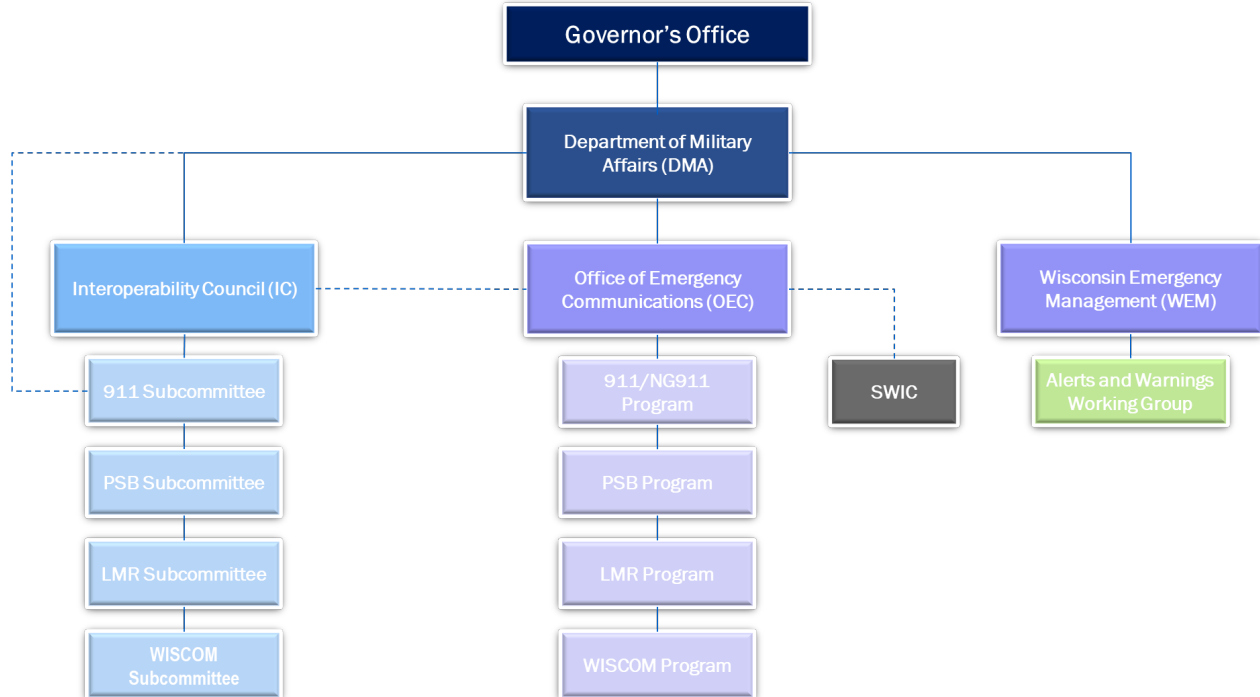 Governor’s Office
Department of Military
Affairs (DMA)
Interoperability Council (IC)
Office of Emergency
Communications (OEC)
Wisconsin Emergency
Management (WEM)
911 Subcommittee
911/NG911
Program
SWIC
Alerts and Warnings
Working Group
PSB Subcommittee
PSB Program
LMR Subcommittee
LMR Program
WISCOM
Subcommittee
WISCOM Program